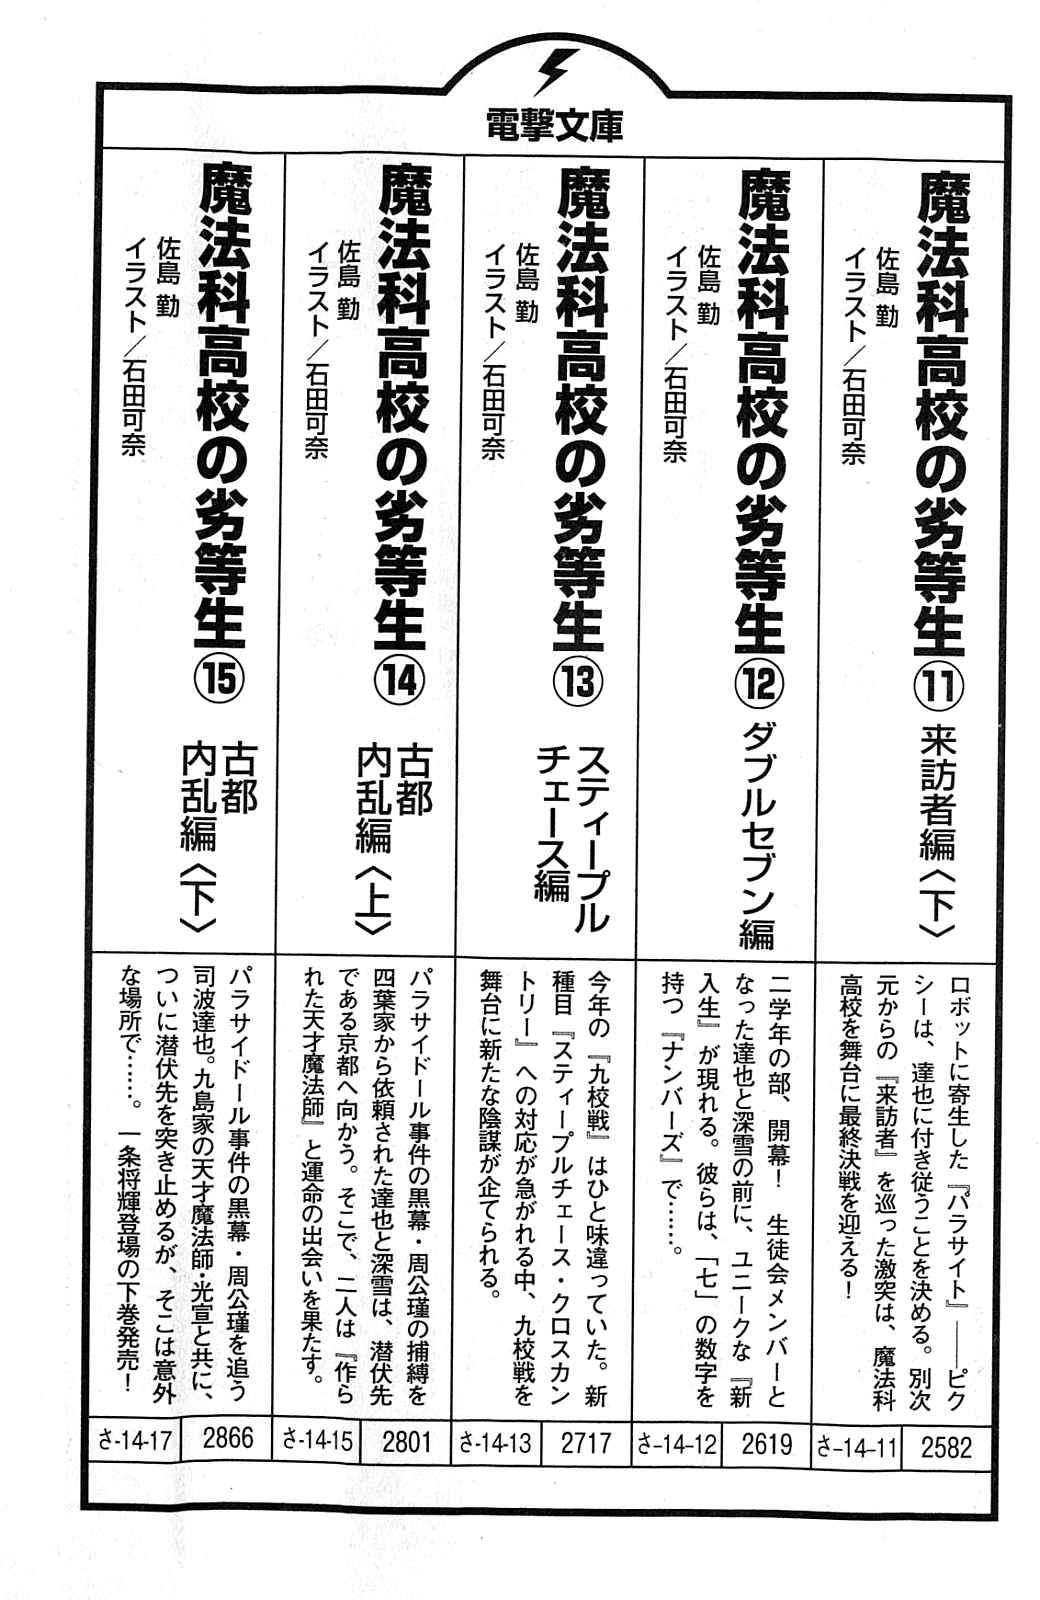 電撃文庫
魔法科高校の劣等生⑪ 来訪者編〈下〉
佐島 勤
イラスト/石田可奈
ロボットに寄生した『パラサイト』――ピク
シーは、達也に付き従うことを決める。別次
元からの『来訪者』を巡った激突は、魔法科
高校を舞台に最終決戦を迎える!
さ-14-11
2582
魔法科高校の劣等生⑫ ダブルセブン編
佐島 勤
イラスト/石田可奈
二学年の部、開幕! 生徒会メンバーと
なった達也と深雪の前に、ユニークな『新
入生』が現れる。彼らは、「七」の数字を
持つ『ナンバーズ』で……。
さ-14-12
2619
魔法科高校の劣等生⑬
スティープル
チェース編
佐島 勤
イラスト/石田可奈
今年の『九校戦』はひと味違っていた。新
種目『スティープルチェース・クロスカン
トリー』への対応が急がれる中、九校戦を
舞台に新たな陰謀が企てられる。
さ-14-13
2717
魔法科高校の劣等生⑭
古都
内乱編〈上〉
佐島 勤
イラスト/石田可奈
パラサイドール事件の黒幕・周公瑾の捕縛を
四葉家から依頼された達也と深雪は、潜伏先
である京都へ向かう。そこで、二人は『作ら
れた天才魔法師』と運命の出会いを果たす。
さ-14-15
2801
魔法科高校の劣等生⑮
古都
内乱編〈下〉
佐島 勤
イラスト/石田可奈
パラサイドール事件の黒幕・周公瑾を追う
司波達也。九島家の天才魔法師・光宣と共に、
ついに潜伏先を突き止めるが、そこは意外
な場所で……。 一条将輝登場の下巻発売!
さ-14-17
2866